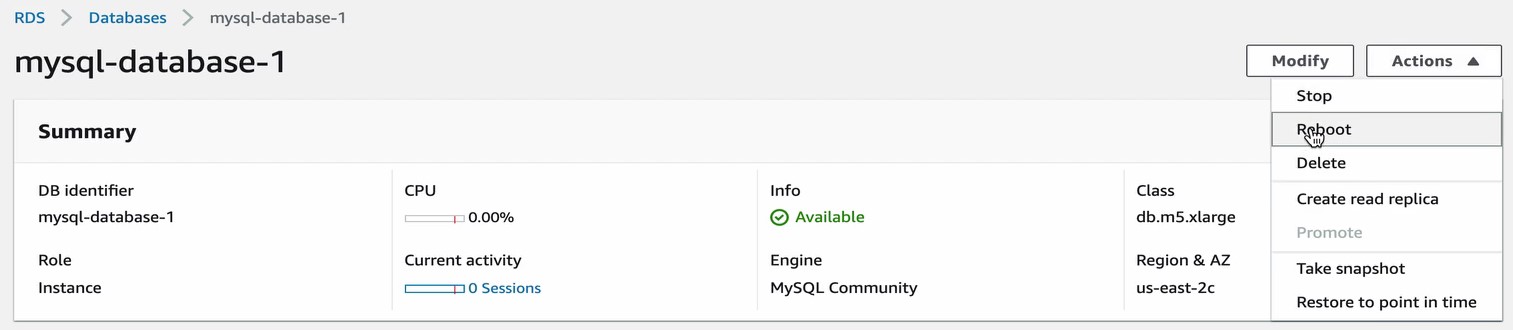 RDS > Databases > mysql-database-1
mysql-database-1
Modify
Actions
Stop
Reboot
Delete
Create read replica
Promote
Take snapshot
Restore to point in time
Summary
DB identifier
mysql-database-1
CPU
0.00%
Info
Available
Class
db.m5.xlarge
Role
Instance
Current activity
0 Sessions
Engine
MySQL Community
Region & AZ
us-east-2c